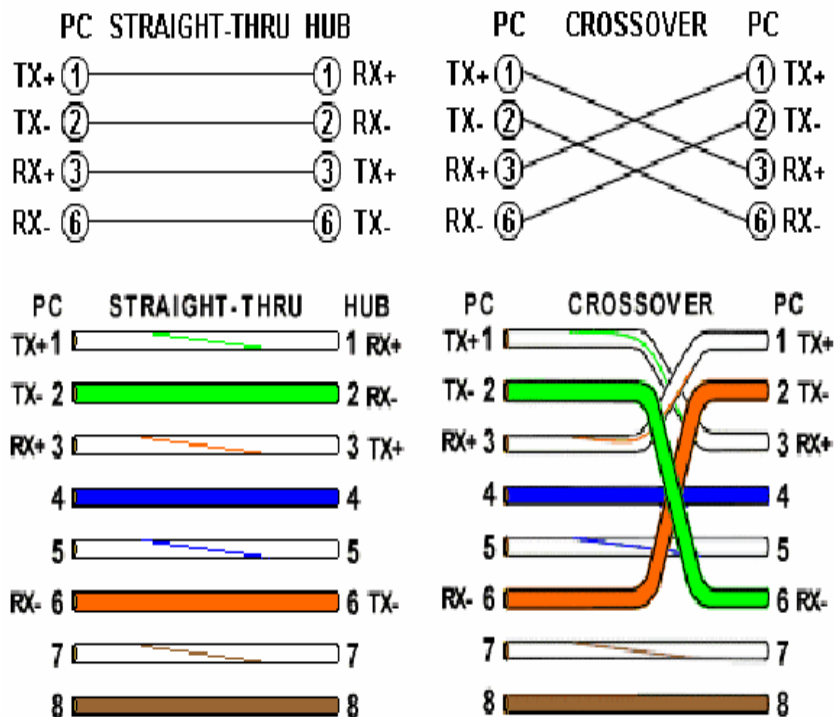 PC STRAIGHT-THRU HUB
TX+ 1 1 RX+
TX- 2 2 RX-
RX+ 3 3 TX+
RX- 6 6 TX-
PC CROSSOVER PC
TX+ 1 1 TX+
TX- 2 2 TX-
RX+ 3 3 RX+
RX- 6 6 RX-
PC STRAIGHT-THRU HUB
TX+ 1 1 RX+
TX- 2 2 RX-
RX+ 3 3 TX+
4 4
5 5
RX- 6 6 TX-
7 7
8 8
PC CROSSOVER PC
TX+ 1 1 TX+
TX- 2 2 TX-
RX+ 3 3 RX+
4 4
5 5
RX- 6 6 RX-
7 7
8 8